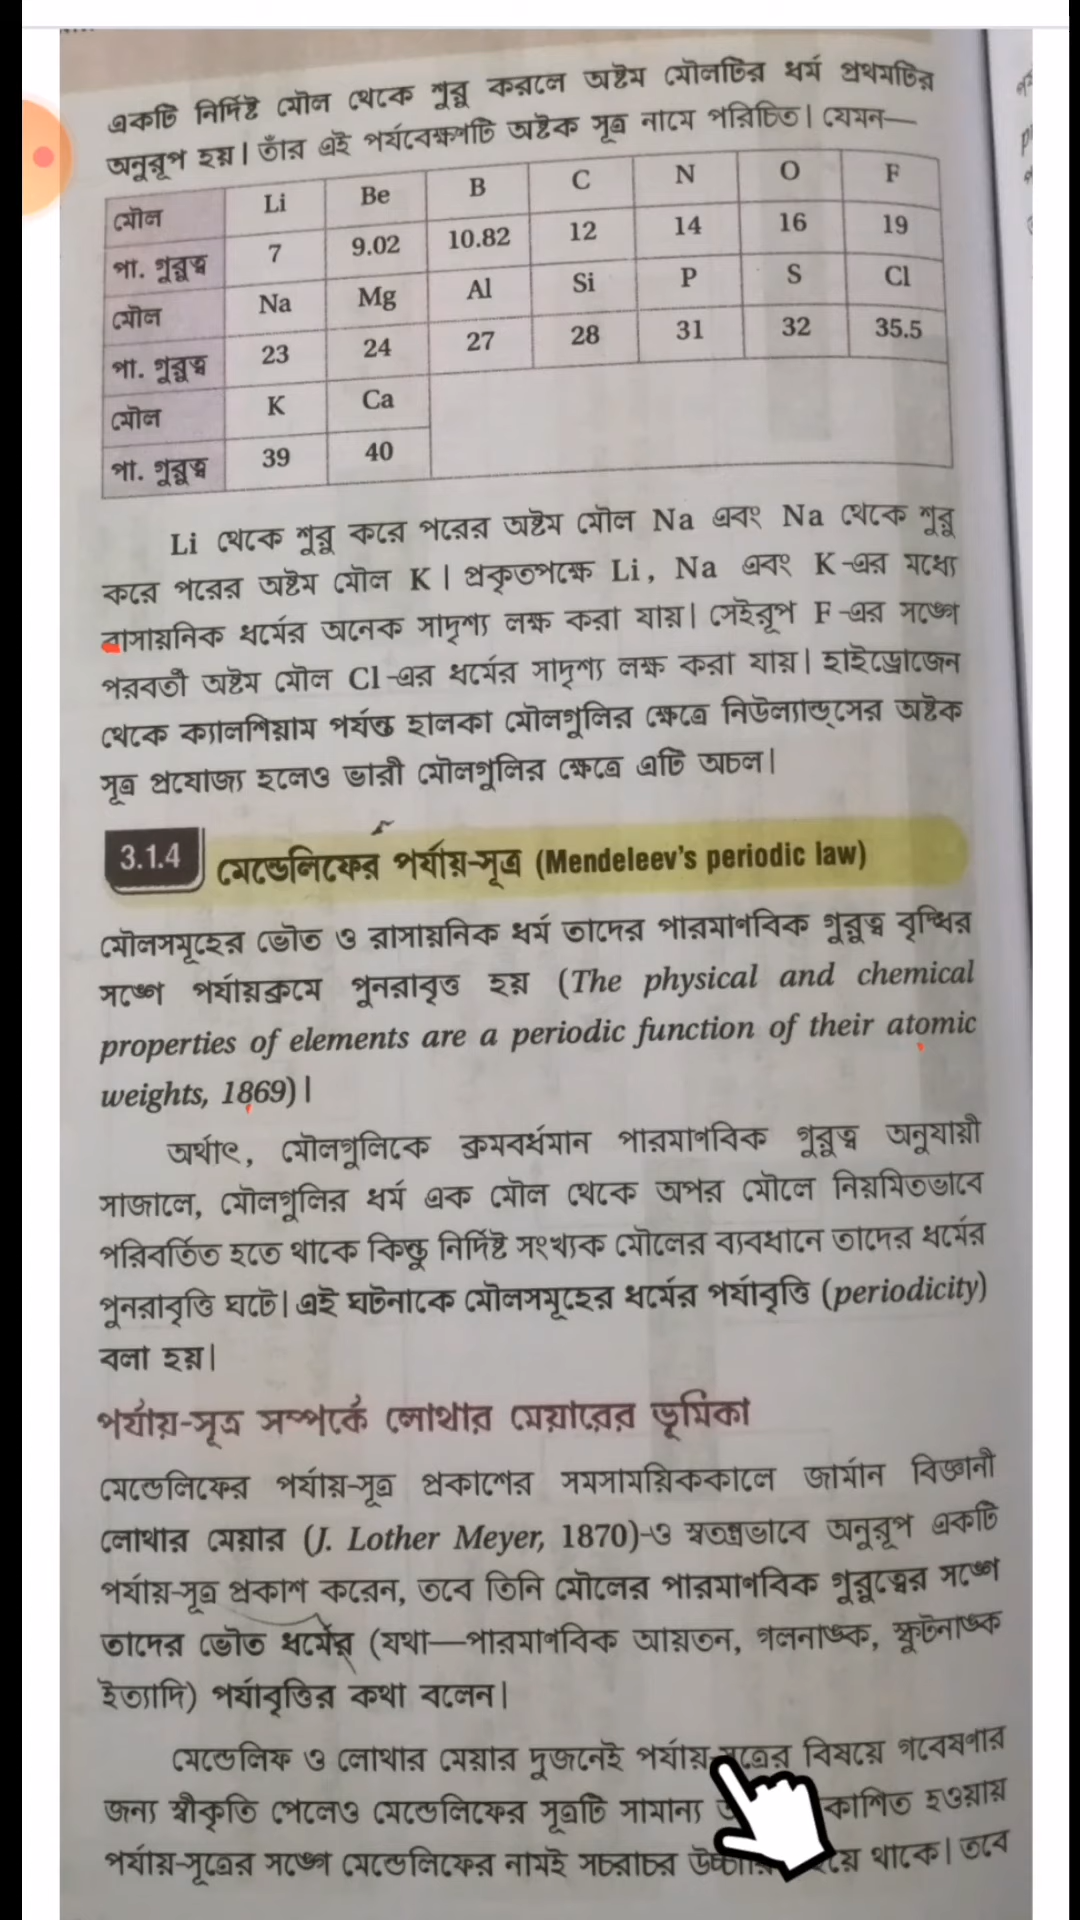 একটি নির্দিষ্ট মৌল থেকে শুরু করলে অষ্টম মৌলটির ধর্ম প্রথমটির
অনুরূপ হয়। তাঁর এই পর্যবেক্ষণটি অষ্টক সূত্র নামে পরিচিত। যেমন—
মৌল Li Be B C N O F
পা. গুরুত্ব 7 9.02 10.82 12 14 16 19
মৌল Na Mg Al Si P S Cl
পা. গুরুত্ব 23 24 27 28 31 32 35.5
মৌল K Ca
পা. গুরুত্ব 39 40
Li থেকে শুরু করে পরের অষ্টম মৌল Na এবং Na থেকে শুরু
করে পরের অষ্টম মৌল K। প্রকৃতপক্ষে Li, Na এবং K-এর মধ্যে
রাসায়নিক ধর্মের অনেক সাদৃশ্য লক্ষ করা যায়। সেইরূপ F-এর সঙ্গে
পরবর্তী অষ্টম মৌল Cl-এর ধর্মের সাদৃশ্য লক্ষ করা যায়। হাইড্রোজেন
থেকে ক্যালশিয়াম পর্যন্ত হালকা মৌলগুলির ক্ষেত্রে নিউল্যান্ড্‌সের অষ্টক
সূত্র প্রযোজ্য হলেও ভারী মৌলগুলির ক্ষেত্রে এটি অচল।
3.1.4 মেন্ডেলিফের পর্যায়-সূত্র (Mendeleev's periodic law)
মৌলসমূহের ভৌত ও রাসায়নিক ধর্ম তাদের পারমাণবিক গুরুত্ব বৃদ্ধির
সঙ্গে পর্যায়ক্রমে পুনরাবৃত্ত হয় (The physical and chemical
properties of elements are a periodic function of their atomic
weights, 1869)।
অর্থাৎ, মৌলগুলিকে ক্রমবর্ধমান পারমাণবিক গুরুত্ব অনুযায়ী
সাজালে, মৌলগুলির ধর্ম এক মৌল থেকে অপর মৌলে নিয়মিতভাবে
পরিবর্তিত হতে থাকে কিন্তু নির্দিষ্ট সংখ্যক মৌলের ব্যবধানে তাদের ধর্মের
পুনরাবৃত্তি ঘটে। এই ঘটনাকে মৌলসমূহের ধর্মের পর্যাবৃত্তি (periodicity)
বলা হয়।
পর্যায়-সূত্র সম্পর্কে লোথার মেয়ারের ভূমিকা
মেন্ডেলিফের পর্যায়-সূত্র প্রকাশের সমসাময়িককালে জার্মান বিজ্ঞানী
লোথার মেয়ার (J. Lother Meyer, 1870)-ও স্বতন্ত্রভাবে অনুরূপ একটি
পর্যায়-সূত্র প্রকাশ করেন, তবে তিনি মৌলের পারমাণবিক গুরুত্বের সঙ্গে
তাদের ভৌত ধর্মের (যথা—পারমাণবিক আয়তন, গলনাঙ্ক, স্ফুটনাঙ্ক
ইত্যাদি) পর্যাবৃত্তির কথা বলেন।
মেন্ডেলিফ ও লোথার মেয়ার দুজনেই পর্যায়-সূত্রের বিষয়ে গবেষণার
জন্য স্বীকৃতি পেলেও মেন্ডেলিফের সূত্রটি সামান্য হওয়ায়
পর্যায়-সূত্রের সঙ্গে মেন্ডেলিফের নামই সচরাচর থাকে। তবে